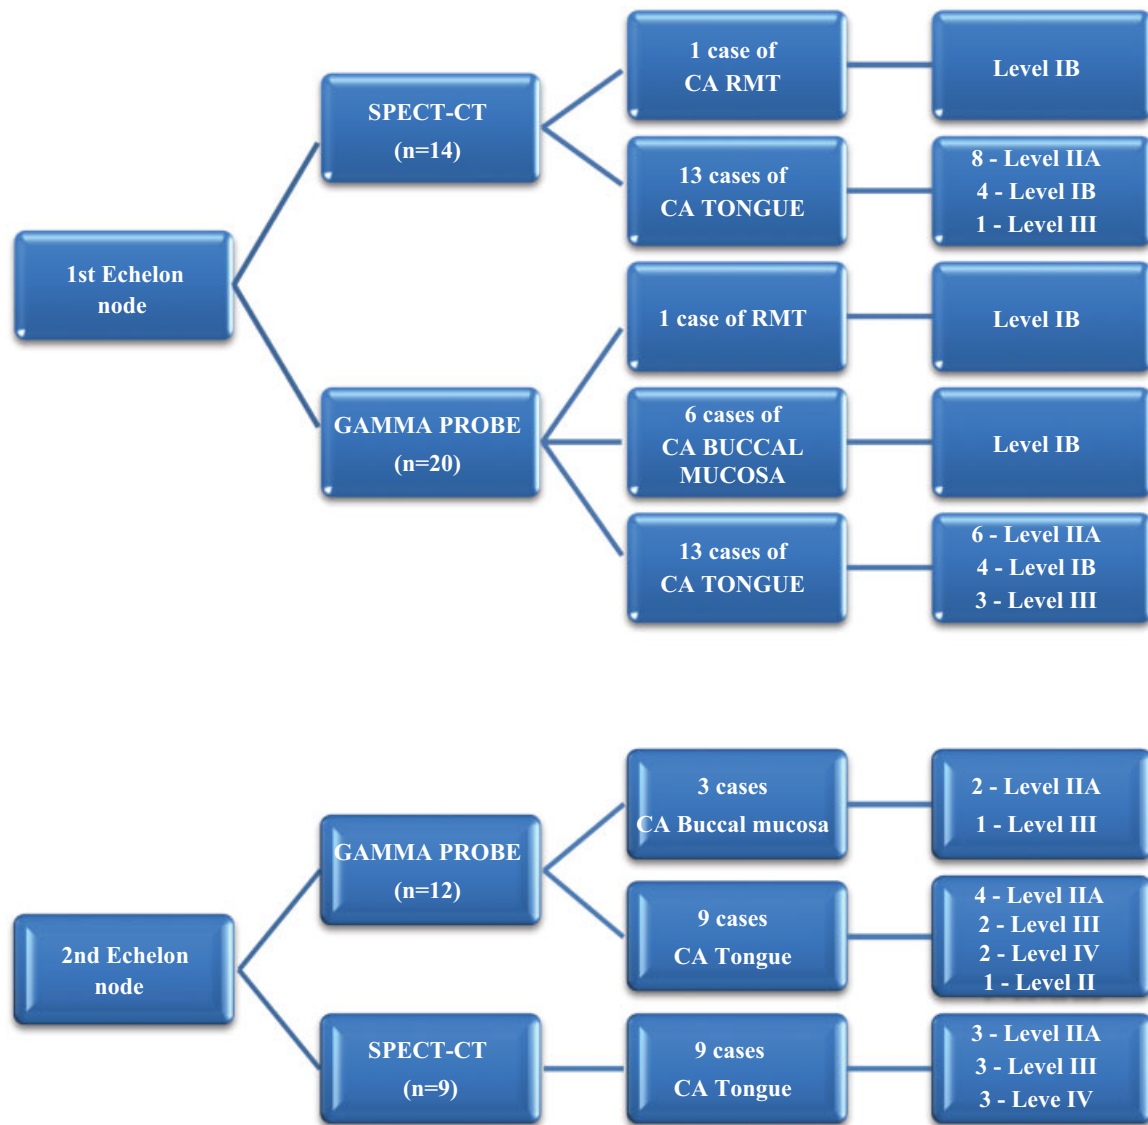 1st Echelon
node
SPECT-CT
(n=14)
1 case of
CA RMT
Level IB
13 cases of
CA TONGUE
8 - Level IIA
4 - Level IB
1 - Level III
GAMMA PROBE
(n=20)
1 case of RMT
Level IB
6 cases of
CA BUCCAL
MUCOSA
Level IB
13 cases of
CA TONGUE
6 - Level IIA
4 - Level IB
3 - Level III
2nd Echelon
node
GAMMA PROBE
(n=12)
3 cases
CA Buccal mucosa
2 - Level IIA
1 - Level III
9 cases
CA Tongue
4 - Level IIA
2 - Level III
2 - Level IV
1 - Level II
SPECT-CT
(n=9)
9 cases
CA Tongue
3 - Level IIA
3 - Level III
3 - Leve IV